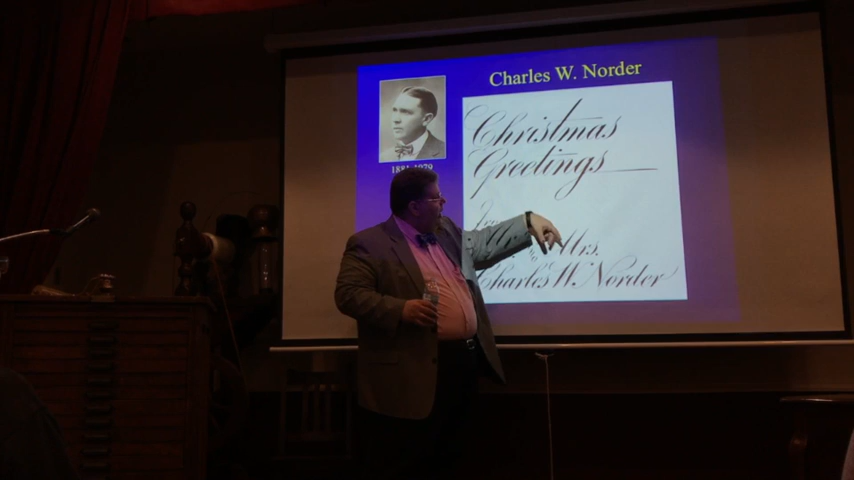 Charles W. Norder
Christmas
Greetings
Mrs.
Charles W. Norder